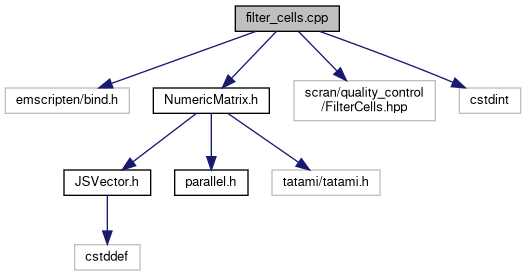 filter_cells.cpp
emscripten/bind.h
NumericMatrix.h
scran/quality_control
/FilterCells.hpp
cstdint
JSVector.h
parallel.h
tatami/tatami.h
cstddef